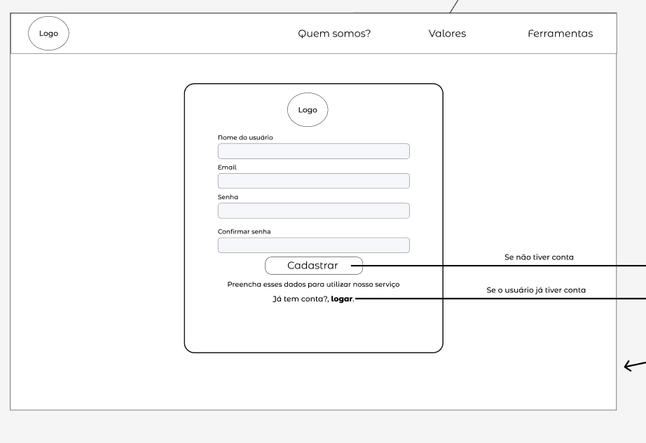 Logo
Quem somos?
Valores
Ferramentas
Logo
Nome do usuário
Email
Senha
Confirmar senha
Cadastrar
Se não tiver conta
Preencha esses dados para utilizar nosso serviço
Se o usuário já tiver conta
Já tem conta?, logar.